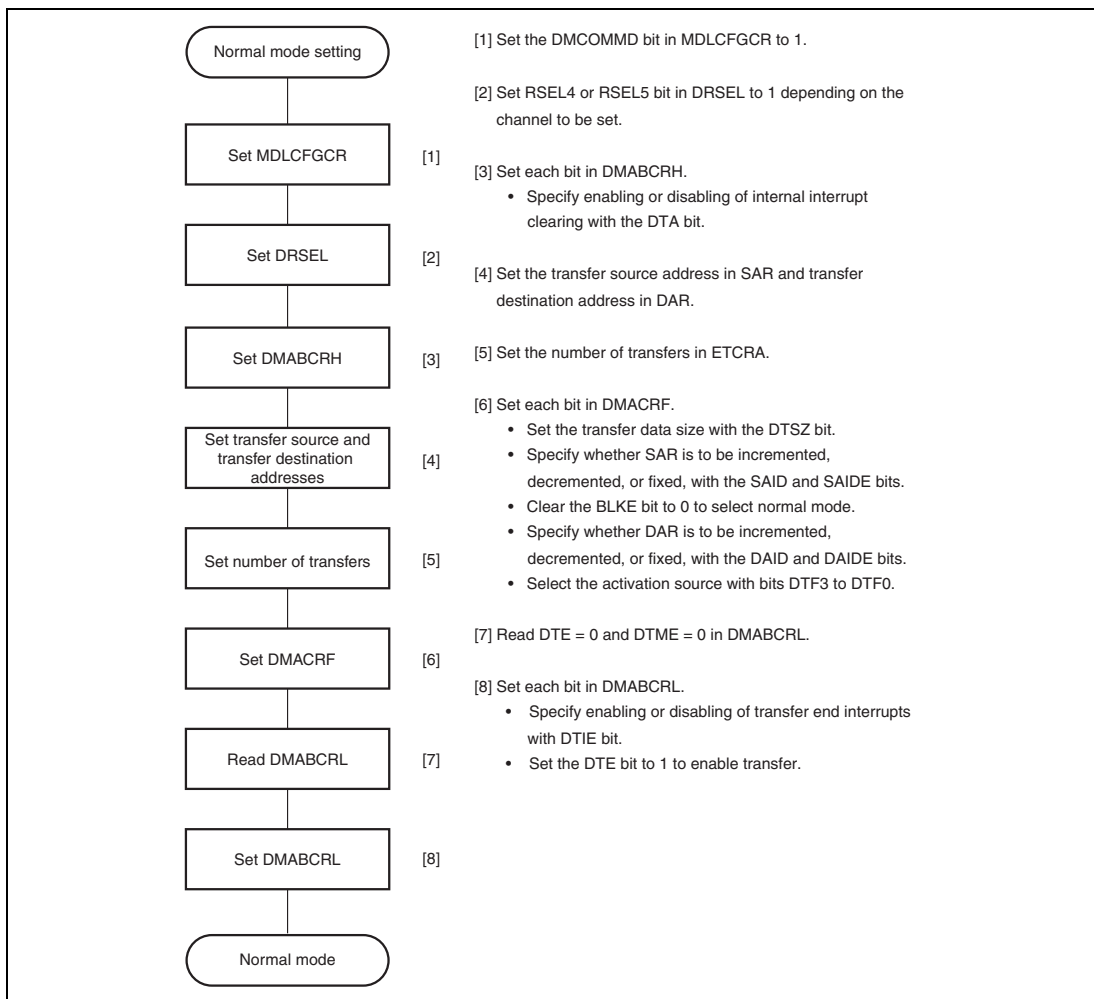 Normal mode setting
Set MDLCFGCR
[1]
Set DRSEL
[2]
Set DMABCRH
[3]
Set transfer source and
transfer destination
addresses
[4]
Set number of transfers
[5]
Set DMACRF
[6]
Read DMABCRL
[7]
Set DMABCRL
[8]
Normal mode
[1] Set the DMCOMMD bit in MDLCFGCR to 1.
[2] Set RSEL4 or RSEL5 bit in DRSEL to 1 depending on the
channel to be set.
[3] Set each bit in DMABCRH.
• Specify enabling or disabling of internal interrupt
clearing with the DTA bit.
[4] Set the transfer source address in SAR and transfer
destination address in DAR.
[5] Set the number of transfers in ETCRA.
[6] Set each bit in DMACRF.
• Set the transfer data size with the DTSZ bit.
• Specify whether SAR is to be incremented,
decremented, or fixed, with the SAID and SAIDE bits.
• Clear the BLKE bit to 0 to select normal mode.
• Specify whether DAR is to be incremented,
decremented, or fixed, with the DAID and DAIDE bits.
• Select the activation source with bits DTF3 to DTF0.
[7] Read DTE = 0 and DTME = 0 in DMABCRL.
[8] Set each bit in DMABCRL.
• Specify enabling or disabling of transfer end interrupts
with DTIE bit.
• Set the DTE bit to 1 to enable transfer.